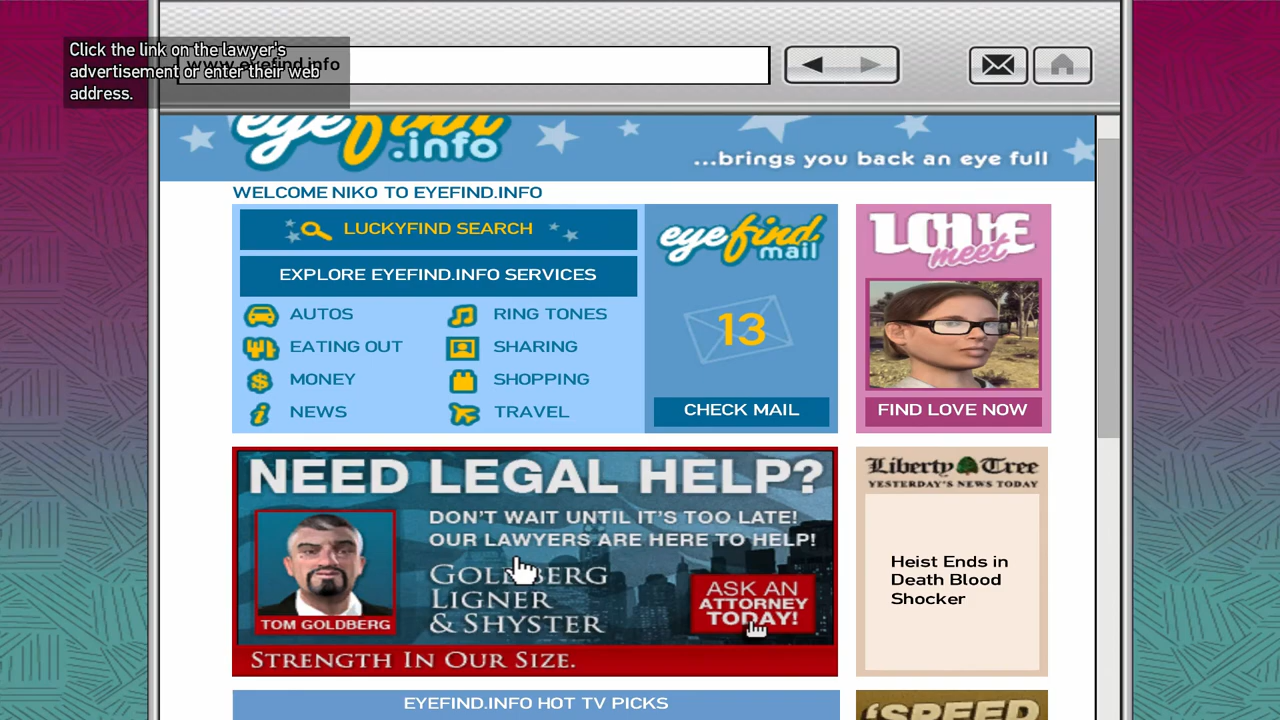 Click the link on the lawyer's
advertisement or enter their web
address.
www.eyefind.info
eyefind
.info
...brings you back an eye full
WELCOME NIKO TO EYEFIND.INFO
LUCKYFIND SEARCH
EXPLORE EYEFIND.INFO SERVICES
AUTOS
RING TONES
EATING OUT
SHARING
MONEY
SHOPPING
NEWS
TRAVEL
eyefind
mail
13
CHECK MAIL
LOVE
meet
FIND LOVE NOW
NEED LEGAL HELP?
DON'T WAIT UNTIL IT'S TOO LATE!
OUR LAWYERS ARE HERE TO HELP!
GOLDBERG
LIGNER
& SHYSTER
TOM GOLDBERG
ASK AN
ATTORNEY
TODAY!
STRENGTH IN OUR SIZE.
Liberty Tree
YESTERDAY'S NEWS TODAY
Heist Ends in
Death Blood
Shocker
EYEFIND.INFO HOT TV PICKS
'SPEED